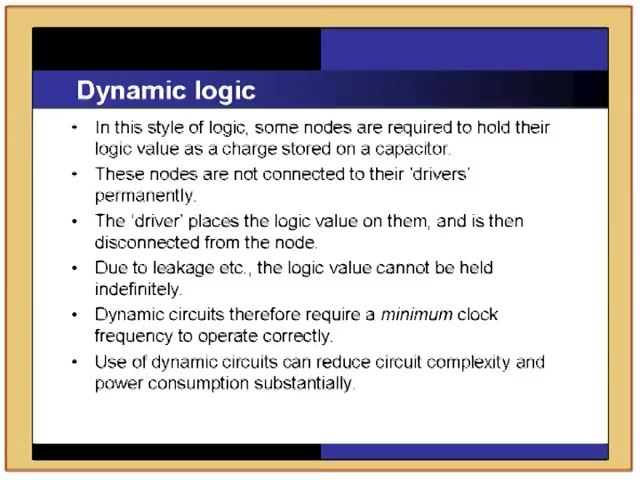 Dynamic logic
• In this style of logic, some nodes are required to hold their
logic value as a charge stored on a capacitor.
• These nodes are not connected to their 'drivers'
permanently.
• The 'driver' places the logic value on them, and is then
disconnected from the node.
• Due to leakage etc., the logic value cannot be held
indefinitely.
• Dynamic circuits therefore require a minimum clock
frequency to operate correctly.
• Use of dynamic circuits can reduce circuit complexity and
power consumption substantially.